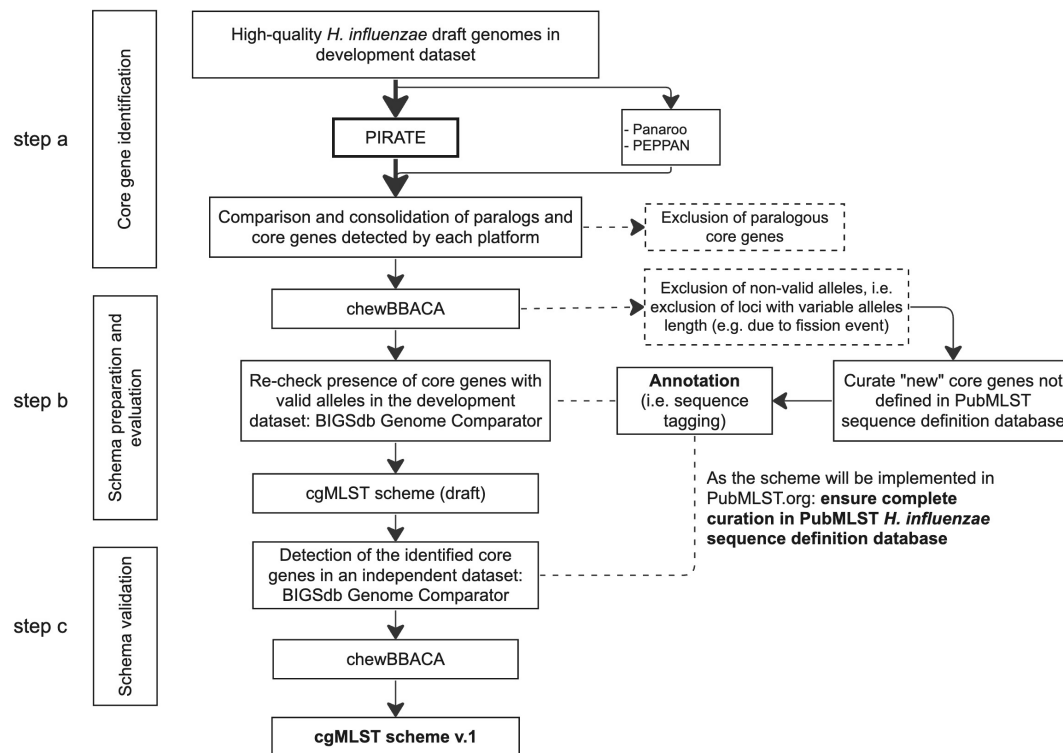 High-quality H. influenzae draft genomes in
development dataset
step a
Core gene identification
PIRATE
- Panaroo
- PEPPAN
Comparison and consolidation of paralogs and
core genes detected by each platform
Exclusion of paralogous
core genes
step b
Schema preparation and
evaluation
chewBBACA
Exclusion of non-valid alleles, i.e.
exclusion of loci with variable alleles
length (e.g. due to fission event)
Re-check presence of core genes with
valid alleles in the development
dataset: BIGSdb Genome Comparator
Annotation
(i.e. sequence
tagging)
Curate "new" core genes not
defined in PubMLST
sequence definition database
cgMLST scheme (draft)
As the scheme will be implemented in
PubMLST.org: ensure complete
curation in PubMLST H. influenzae
sequence definition database
step c
Schema validation
Detection of the identified core
genes in an independent dataset:
BIGSdb Genome Comparator
chewBBACA
cgMLST scheme v.1